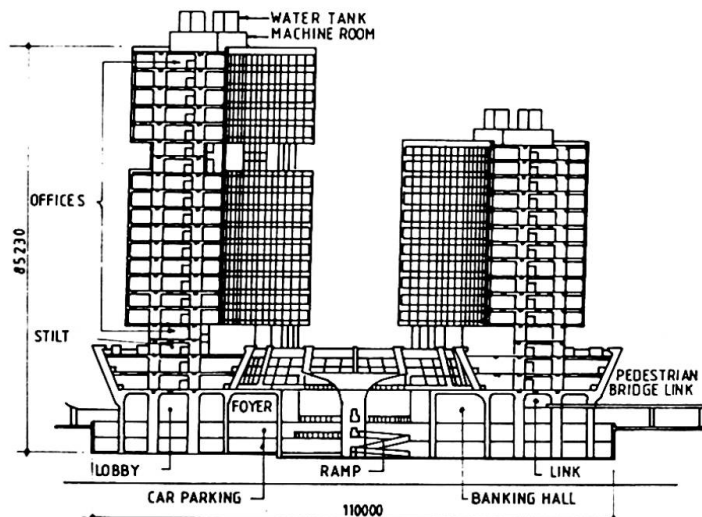 WATER TANK
MACHINE ROOM
OFFICES
85230
STILT
PEDESTRIAN
BRIDGE LINK
FOYER
LOBBY
RAMP
LINK
CAR PARKING
BANKING HALL
110000